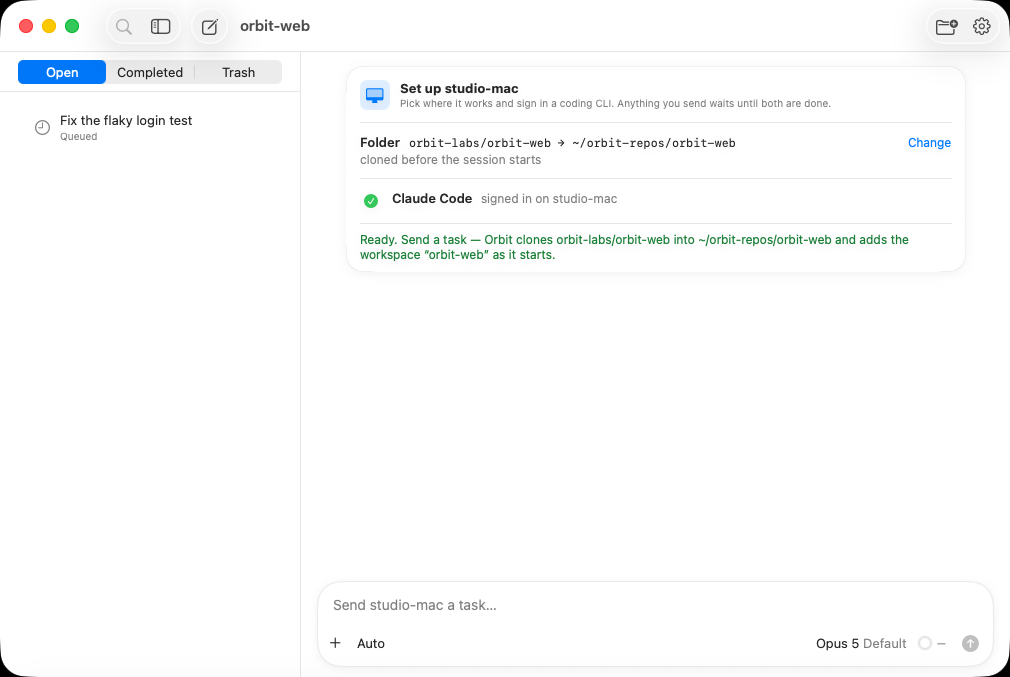 orbit-web
Open Completed Trash
Fix the flaky login test
Queued
Set up studio-mac
Pick where it works and sign in a coding CLI. Anything you send waits until both are done.
Folder orbit-labs/orbit-web → ~/orbit-repos/orbit-web Change
cloned before the session starts
Claude Code signed in on studio-mac
Ready. Send a task — Orbit clones orbit-labs/orbit-web into ~/orbit-repos/orbit-web and adds the
workspace “orbit-web” as it starts.
Send studio-mac a task…
+ Auto Opus 5 Default –